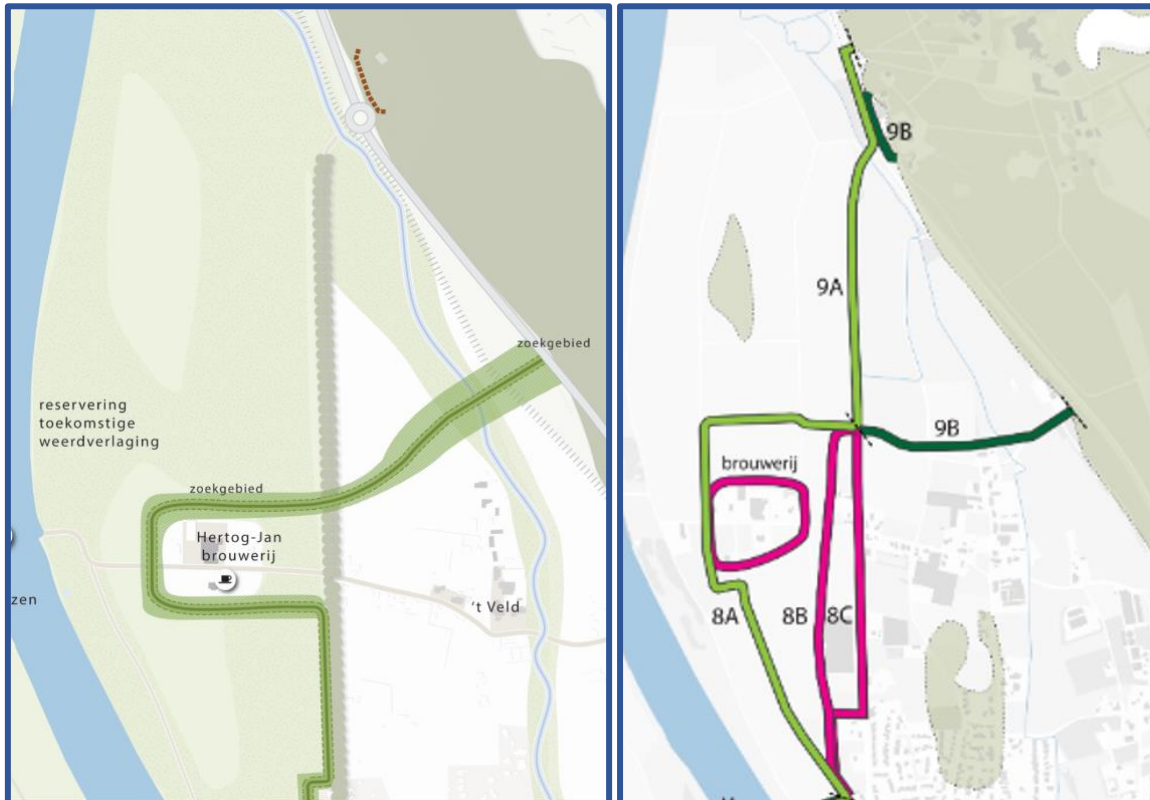 zoekgebied
reservering
toekomstige
weerdverlaging
zoekgebied
Hertog-Jan
brouwerij
zen
't Veld
9B
9A
9B
brouwerij
8A
8B
8C